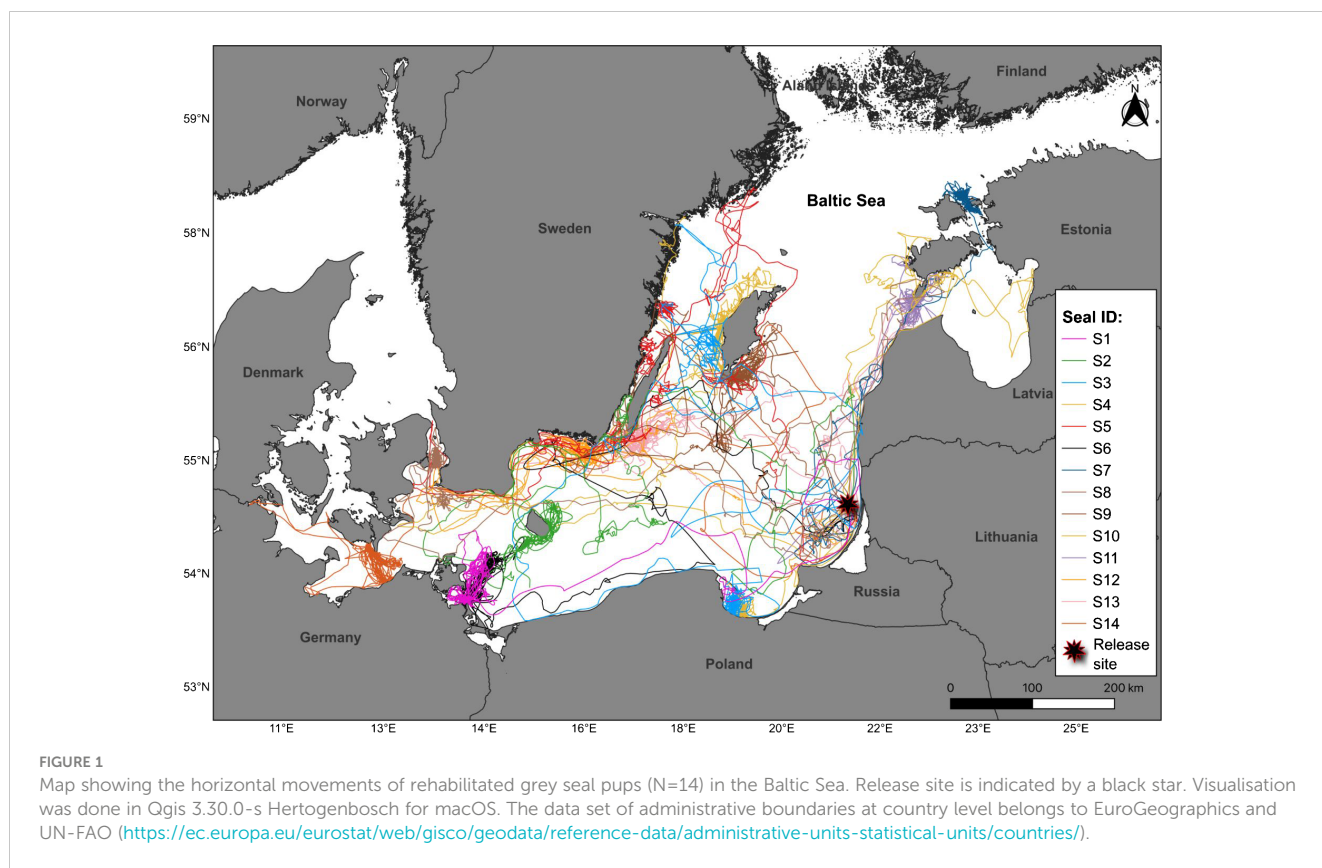 Norway
Finland
Åland Islands
N
59°N
58°N
57°N
56°N
55°N
54°N
53°N
Sweden
Baltic Sea
Estonia
Denmark
Latvia
Lithuania
Russia
Germany
Poland
Seal ID:
S1
S2
S3
S4
S5
S6
S7
S8
S9
S10
S11
S12
S13
S14
Release
site
0 100 200 km
11°E 13°E 14°E 16°E 18°E 20°E 22°E 23°E 25°E
FIGURE 1
Map showing the horizontal movements of rehabilitated grey seal pups (N=14) in the Baltic Sea. Release site is indicated by a black star. Visualisation
was done in Qgis 3.30.0-s Hertogenbosch for macOS. The data set of administrative boundaries at country level belongs to EuroGeographics and
UN-FAO (https://ec.europa.eu/eurostat/web/gisco/geodata/reference-data/administrative-units-statistical-units/countries/).